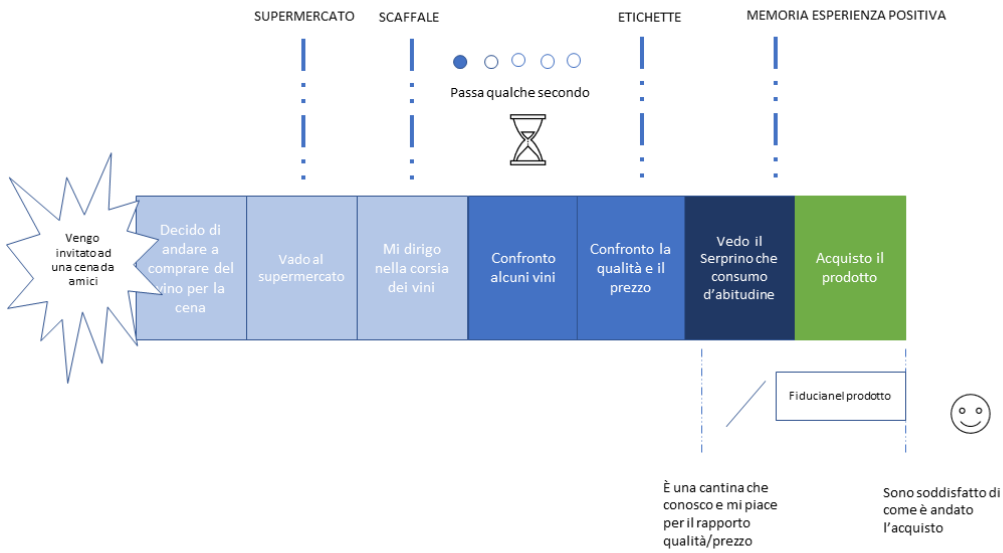 SUPERMERCATO
SCAFFALE
ETICHETTE
MEMORIA ESPERIENZA POSITIVA
Passa qualche secondo
Vengo
invitato ad
una cena da
amici
Decido di
andare a
comprare del
vino per la
cena
Vado al
supermercato
Mi dirigo
nella corsia
dei vini
Confronto
alcuni vini
Confronto la
qualità e il
prezzo
Vedo il
Serprino che
consumo
d'abitudine
Acquisto il
prodotto
Fiducia nel prodotto
È una cantina che
conosco e mi piace
per il rapporto
qualità/prezzo
Sono soddisfatto di
come è andato
l'acquisto